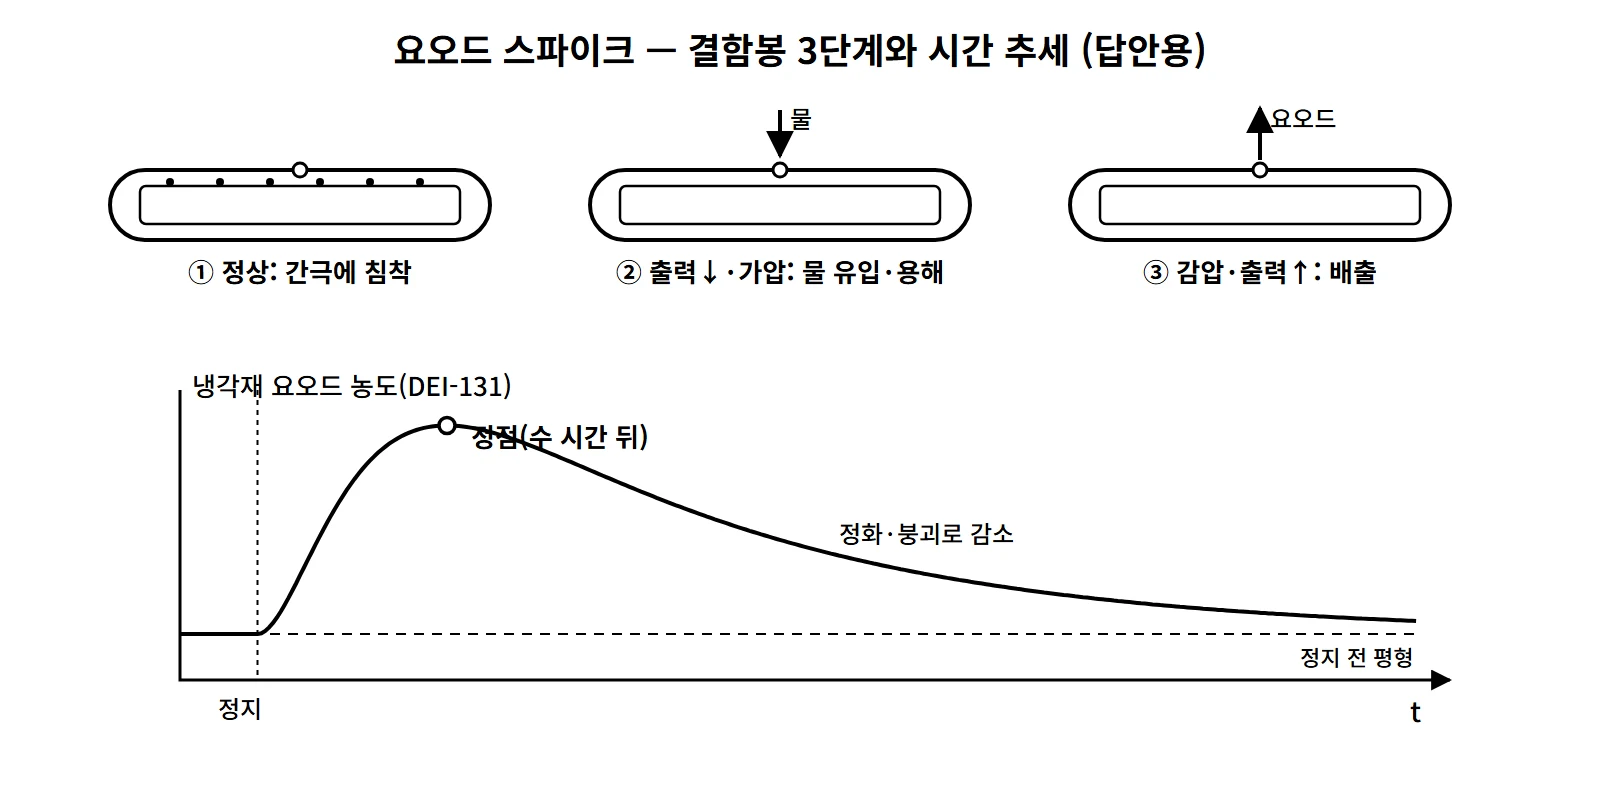 요오드 스파이크 — 결함봉 3단계와 시간 추세 (답안용)
물
요오드
① 정상: 간극에 침착
② 출력↓·가압: 물 유입·용해
③ 감압·출력↑: 배출
냉각재 요오드 농도(DEI-131)
정점(수 시간 뒤)
정화·붕괴로 감소
정지 전 평형
정지
t